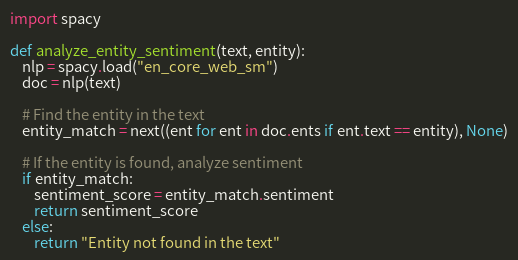 import spacy

def analyze_entity_sentiment(text, entity):
    nlp = spacy.load("en_core_web_sm")
    doc = nlp(text)

    # Find the entity in the text
    entity_match = next((ent for ent in doc.ents if ent.text == entity), None)

    # If the entity is found, analyze sentiment
    if entity_match:
        sentiment_score = entity_match.sentiment
        return sentiment_score
    else:
        return "Entity not found in the text"